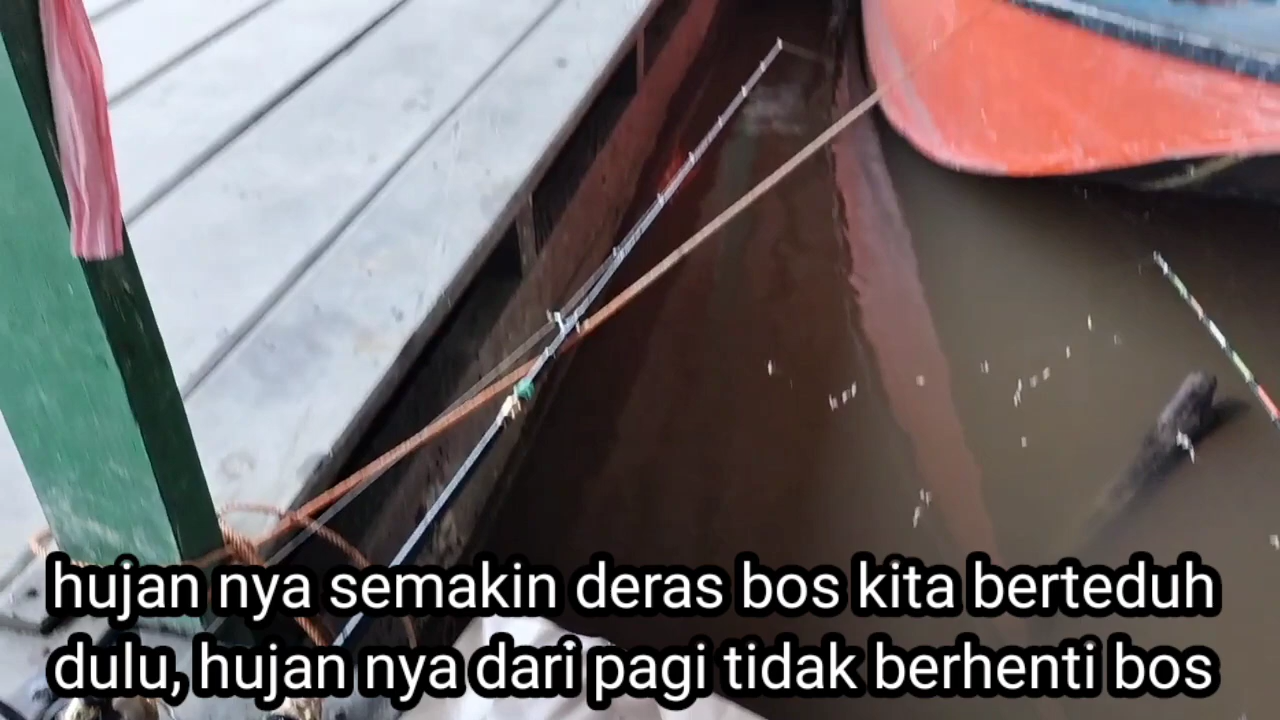 hujan nya semakin deras bos kita berteduh
dulu, hujan nya dari pagi tidak berhenti bos